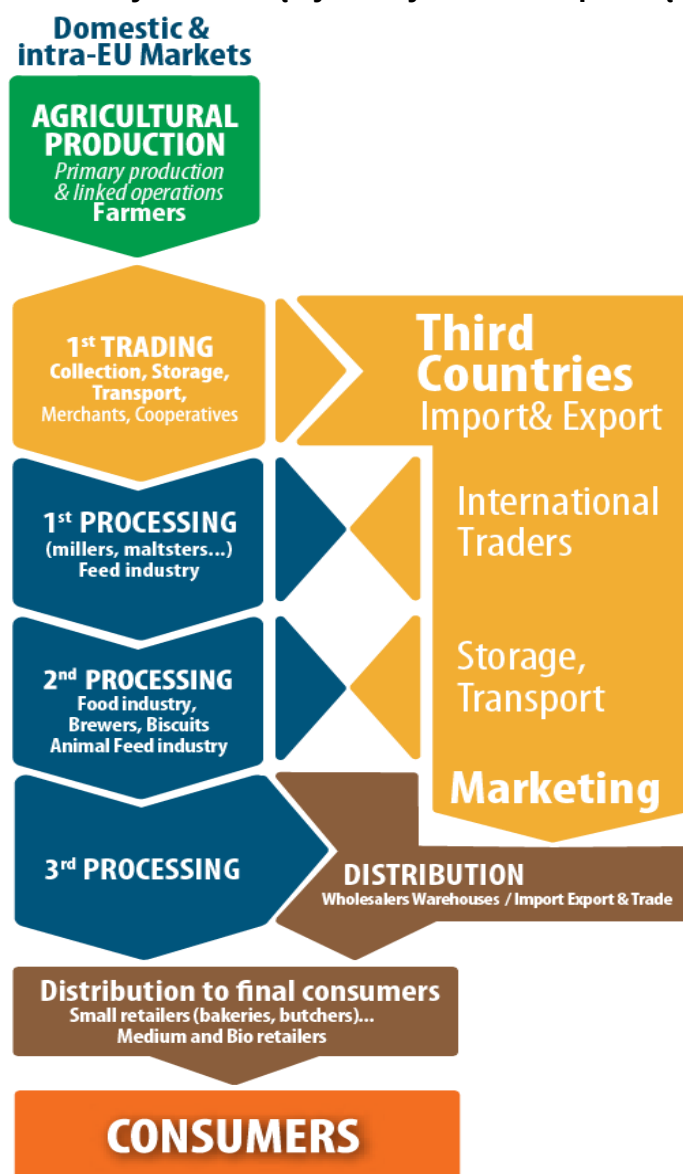 Domestic &
intra-EU Markets
AGRICULTURAL
PRODUCTION
Primary production
& linked operations
Farmers
1st TRADING
Collection, Storage,
Transport,
Merchants, Cooperatives
Third
Countries
Import& Export
1st PROCESSING
(millers, maltsters...)
Feed industry
International
Traders
2nd PROCESSING
Food industry,
Brewers, Biscuits
Animal Feed industry
Storage,
Transport
Marketing
3rd PROCESSING
DISTRIBUTION
Wholesalers Warehouses / Import Export & Trade
Distribution to final consumers
Small retailers (bakeries, butchers)...
Medium and Bio retailers
CONSUMERS